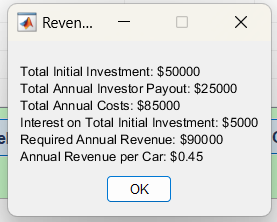 Reven...
Total Initial Investment: $50000
Total Annual Investor Payout: $25000
Total Annual Costs: $85000
Interest on Total Initial Investment: $5000
Required Annual Revenue: $90000
Annual Revenue per Car: $0.45
OK